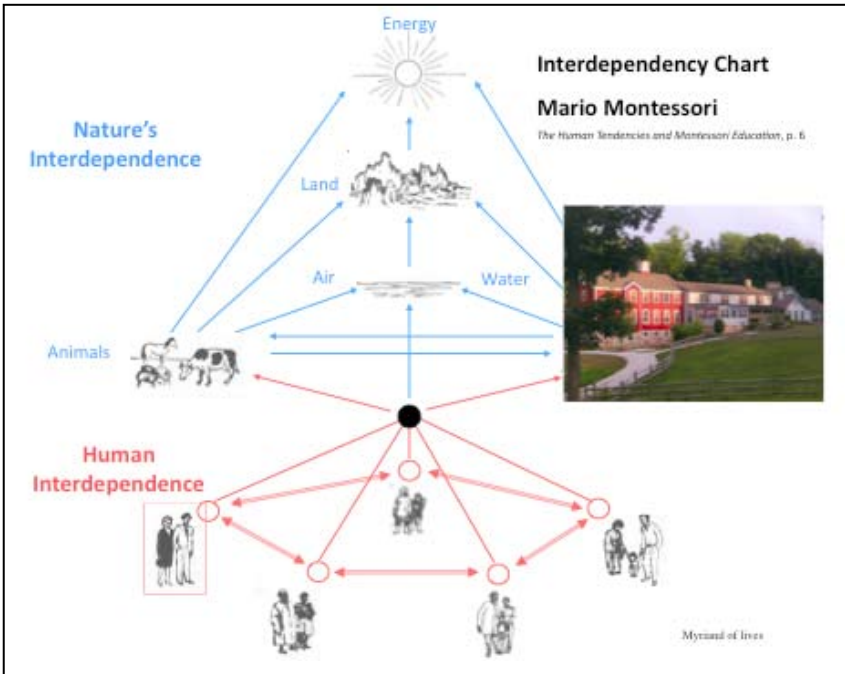 Energy
Interdependency Chart
Mario Montessori
The Human Tendencies and Montessori Education, p. 6
Nature's
Interdependence
Land
Air
Water
Animals
Human
Interdependence
Myriand of lives